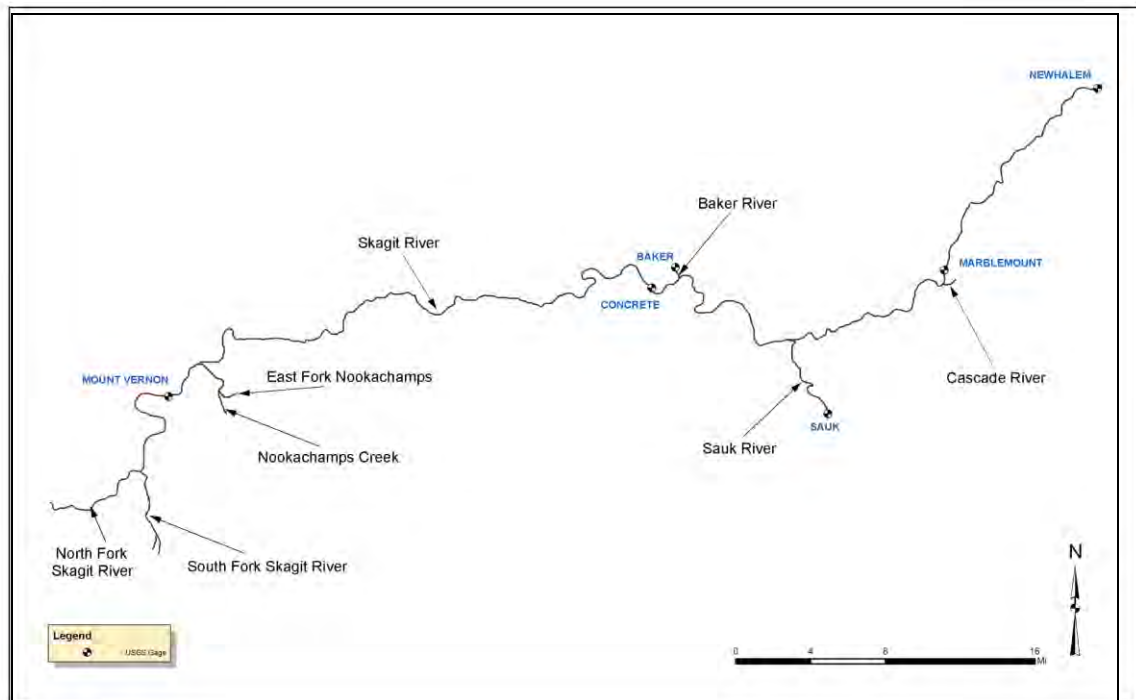 NEWHALEM
Baker River
Skagit River
BAKER
MARBLEMOUNT
CONCRETE
MOUNT VERNON
East Fork Nookachamps
Cascade River
SAUK
Sauk River
Nookachamps Creek
North Fork
Skagit River
South Fork Skagit River
N
Legend
USGS Gage
0 4 8 16
Mi